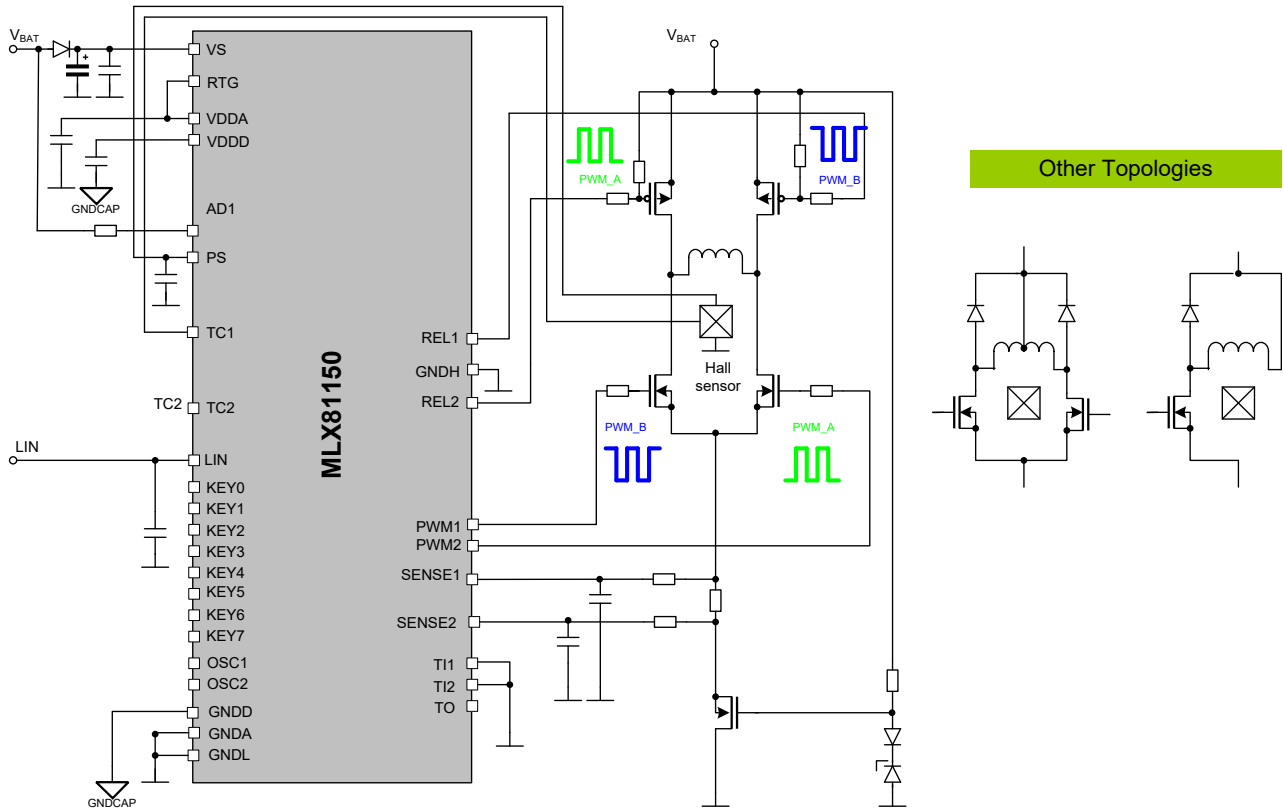 VBAT
VS
RTG
VDDA
VDDD
GNDCAP
AD1
PS
TC1
TC2
TC2
LIN
LIN
KEY0
KEY1
KEY2
KEY3
KEY4
KEY5
KEY6
KEY7
OSC1
OSC2
GNDD
GNDA
GNDL
GNDCAP
MLX81150
REL1
GNDH
REL2
PWM1
PWM2
SENSE1
SENSE2
TI1
TI2
TO
VBAT
PWM_A
PWM_B
Hall
sensor
PWM_B
PWM_A
+
Other Topologies